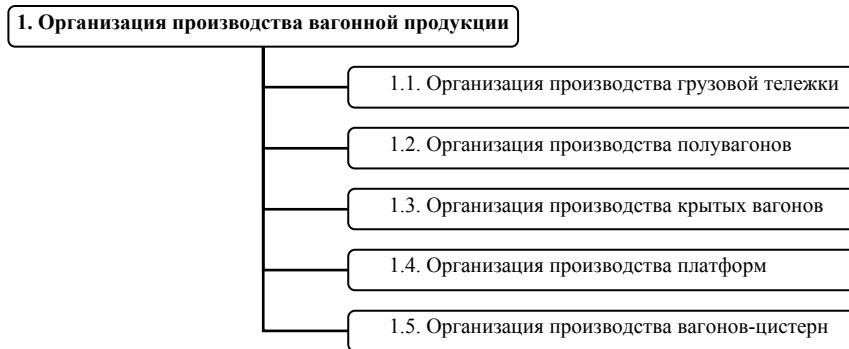 1. Организация производства вагонной продукции
1.1. Организация производства грузовой тележки
1.2. Организация производства полувагонов
1.3. Организация производства крытых вагонов
1.4. Организация производства платформ
1.5. Организация производства вагонов-цистерн